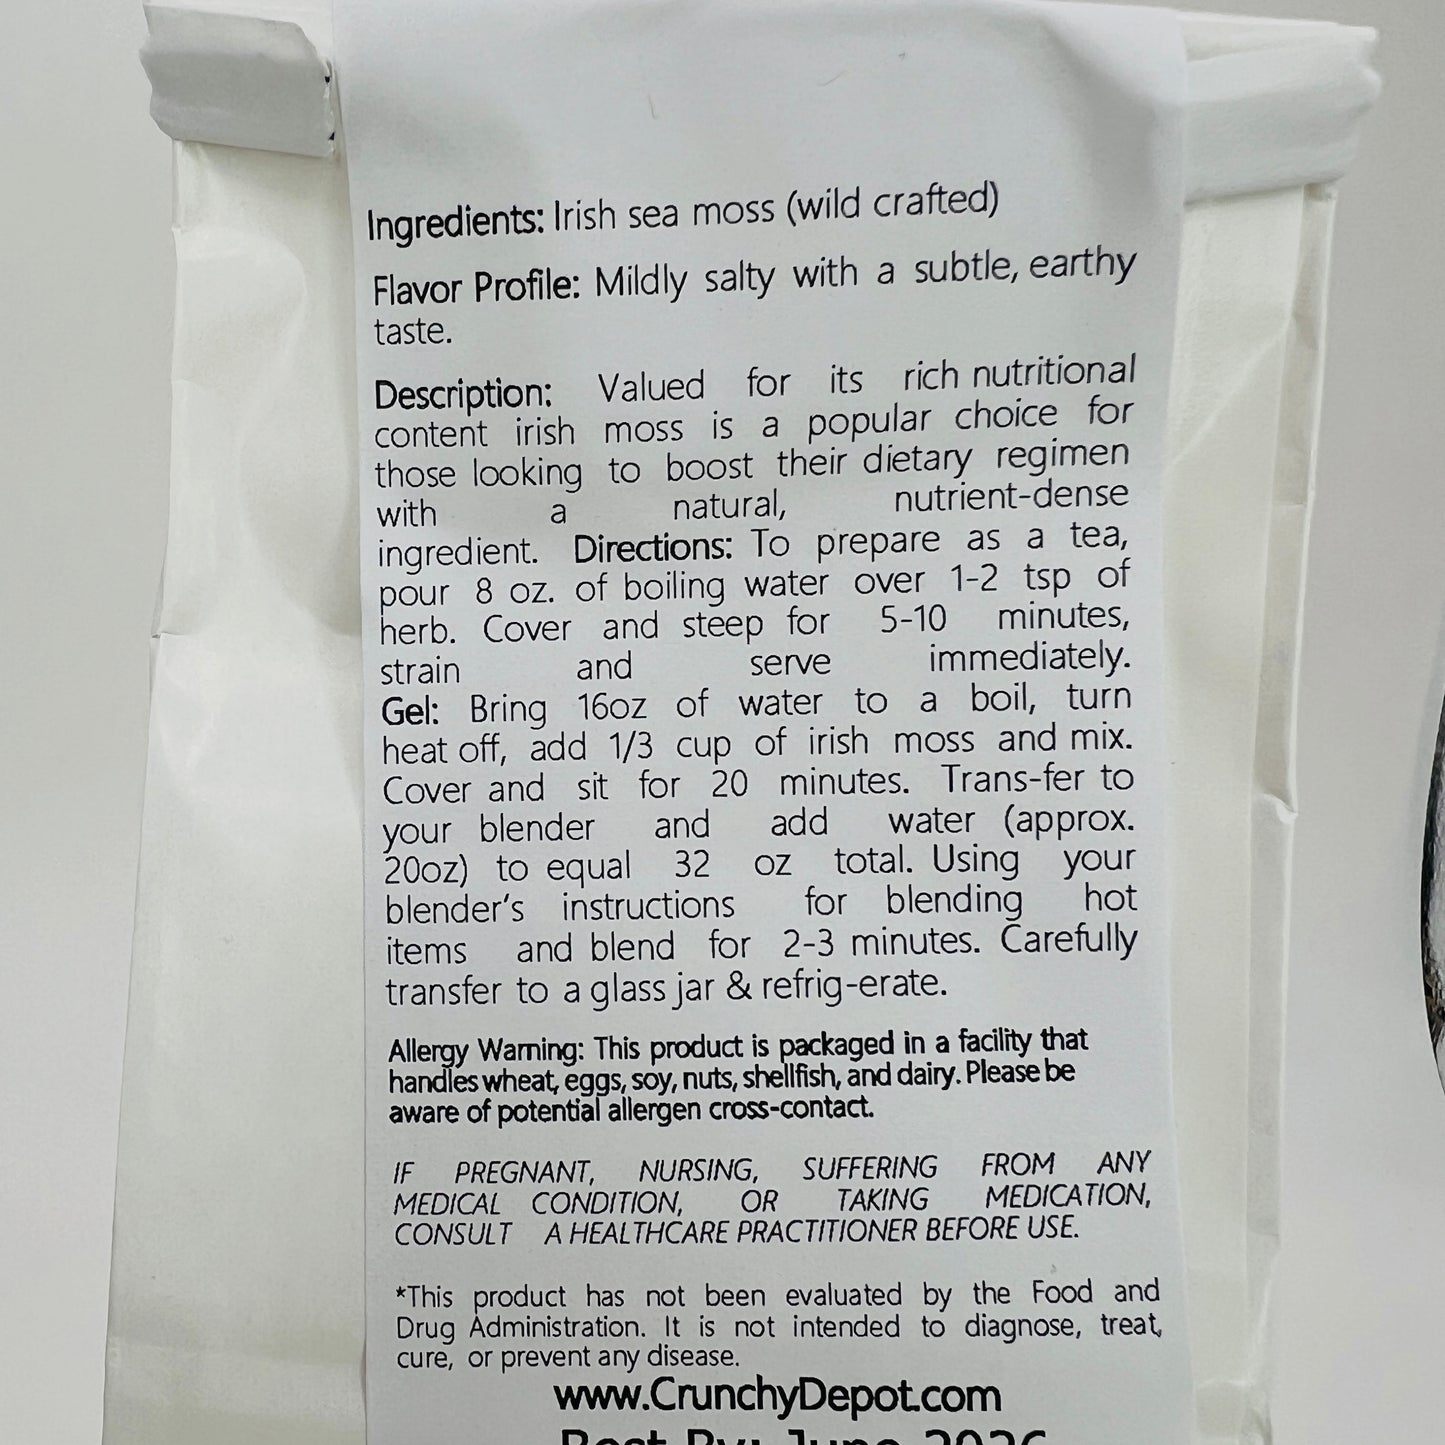 Ingredients: Irish sea moss (wild crafted)
Flavor Profile: Mildly salty with a subtle, earthy
taste.
Description: Valued for its rich nutritional
content irish moss is a popular choice for
those looking to boost their dietary regimen
with a natural, nutrient-dense
ingredient. Directions: To prepare as a tea,
pour 8 oz. of boiling water over 1-2 tsp of
herb. Cover and steep for 5-10 minutes,
strain and serve immediately.
Gel: Bring 16oz of water to a boil, turn
heat off, add 1/3 cup of irish moss and mix.
Cover and sit for 20 minutes. Trans-fer to
your blender and add water (approx.
20oz) to equal 32 oz total. Using your
blender's instructions for blending hot
items and blend for 2-3 minutes. Carefully
transfer to a glass jar & refrig-erate.
Allergy Warning: This product is packaged in a facility that
handles wheat, eggs, soy, nuts, shellfish, and dairy. Please be
aware of potential allergen cross-contact.
IF PREGNANT, NURSING, SUFFERING FROM ANY
MEDICAL CONDITION, OR TAKING MEDICATION,
CONSULT A HEALTHCARE PRACTITIONER BEFORE USE.
*This product has not been evaluated by the Food and
Drug Administration. It is not intended to diagnose, treat,
cure, or prevent any disease.
www.CrunchyDepot.com
Best By: June 2026